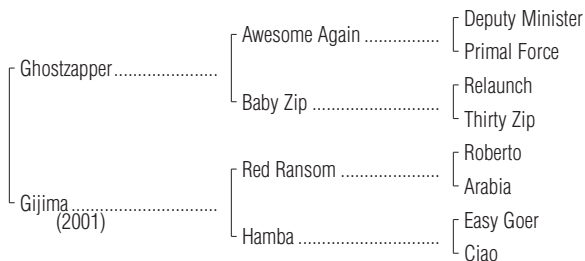 Deputy Minister
Awesome Again ..................
Primal Force
Ghostzapper.........................
Relaunch
Baby Zip ..............................
Thirty Zip
Roberto
Red Ransom .......................
Arabia
Gijima ...................................
(2001)
Easy Goer
Hamba .................................
Ciao